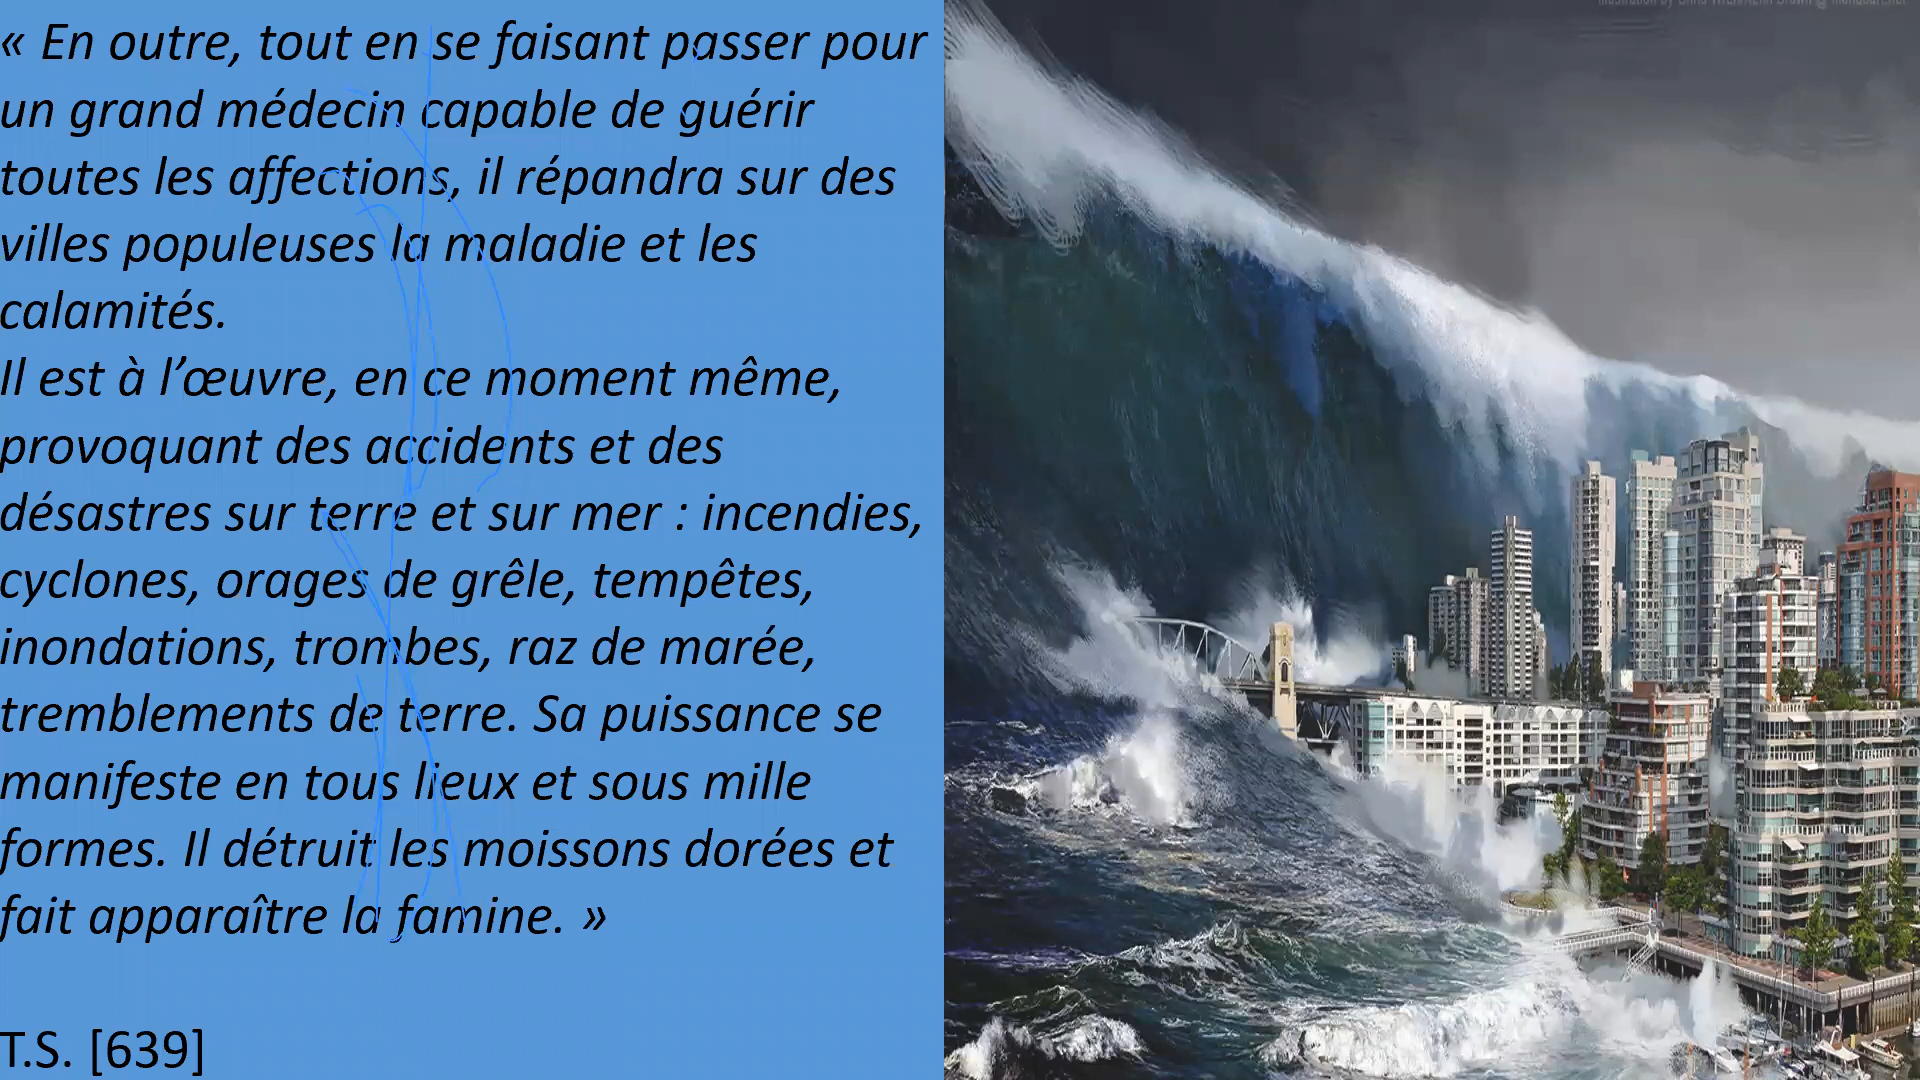 « En outre, tout en se faisant passer pour
un grand médecin capable de guérir
toutes les affections, il répandra sur des
villes populeuses la maladie et les
calamités.
Il est à l’œuvre, en ce moment même,
provoquant des accidents et des
désastres sur terre et sur mer : incendies,
cyclones, orages de grêle, tempêtes,
inondations, trombes, raz de marée,
tremblements de terre. Sa puissance se
manifeste en tous lieux et sous mille
formes. Il détruit les moissons dorées et
fait apparaître la famine. »
T.S. [639]